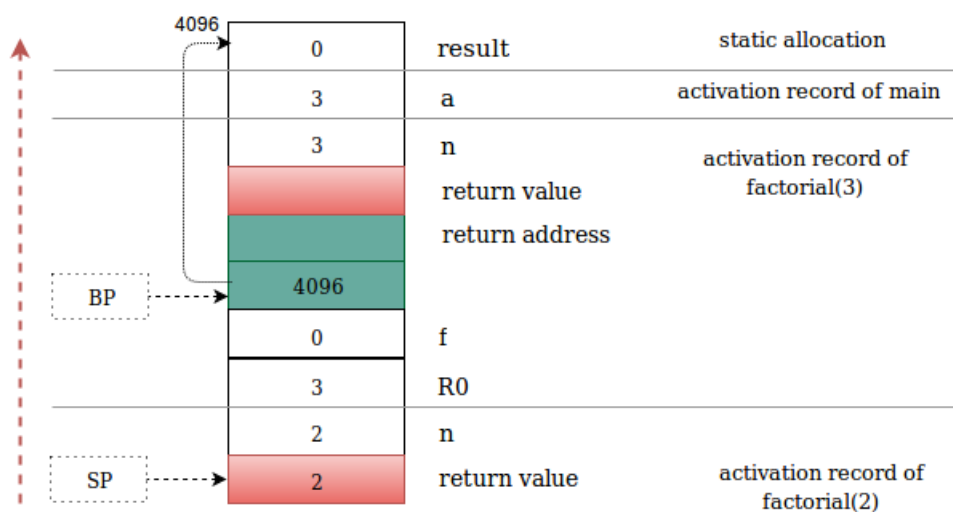 4096
0 result static allocation
3 a activation record of main
3 n activation record of
factorial(3)
return value
return address
BP 4096
0 f
3 R0
2 n
SP 2 return value activation record of
factorial(2)